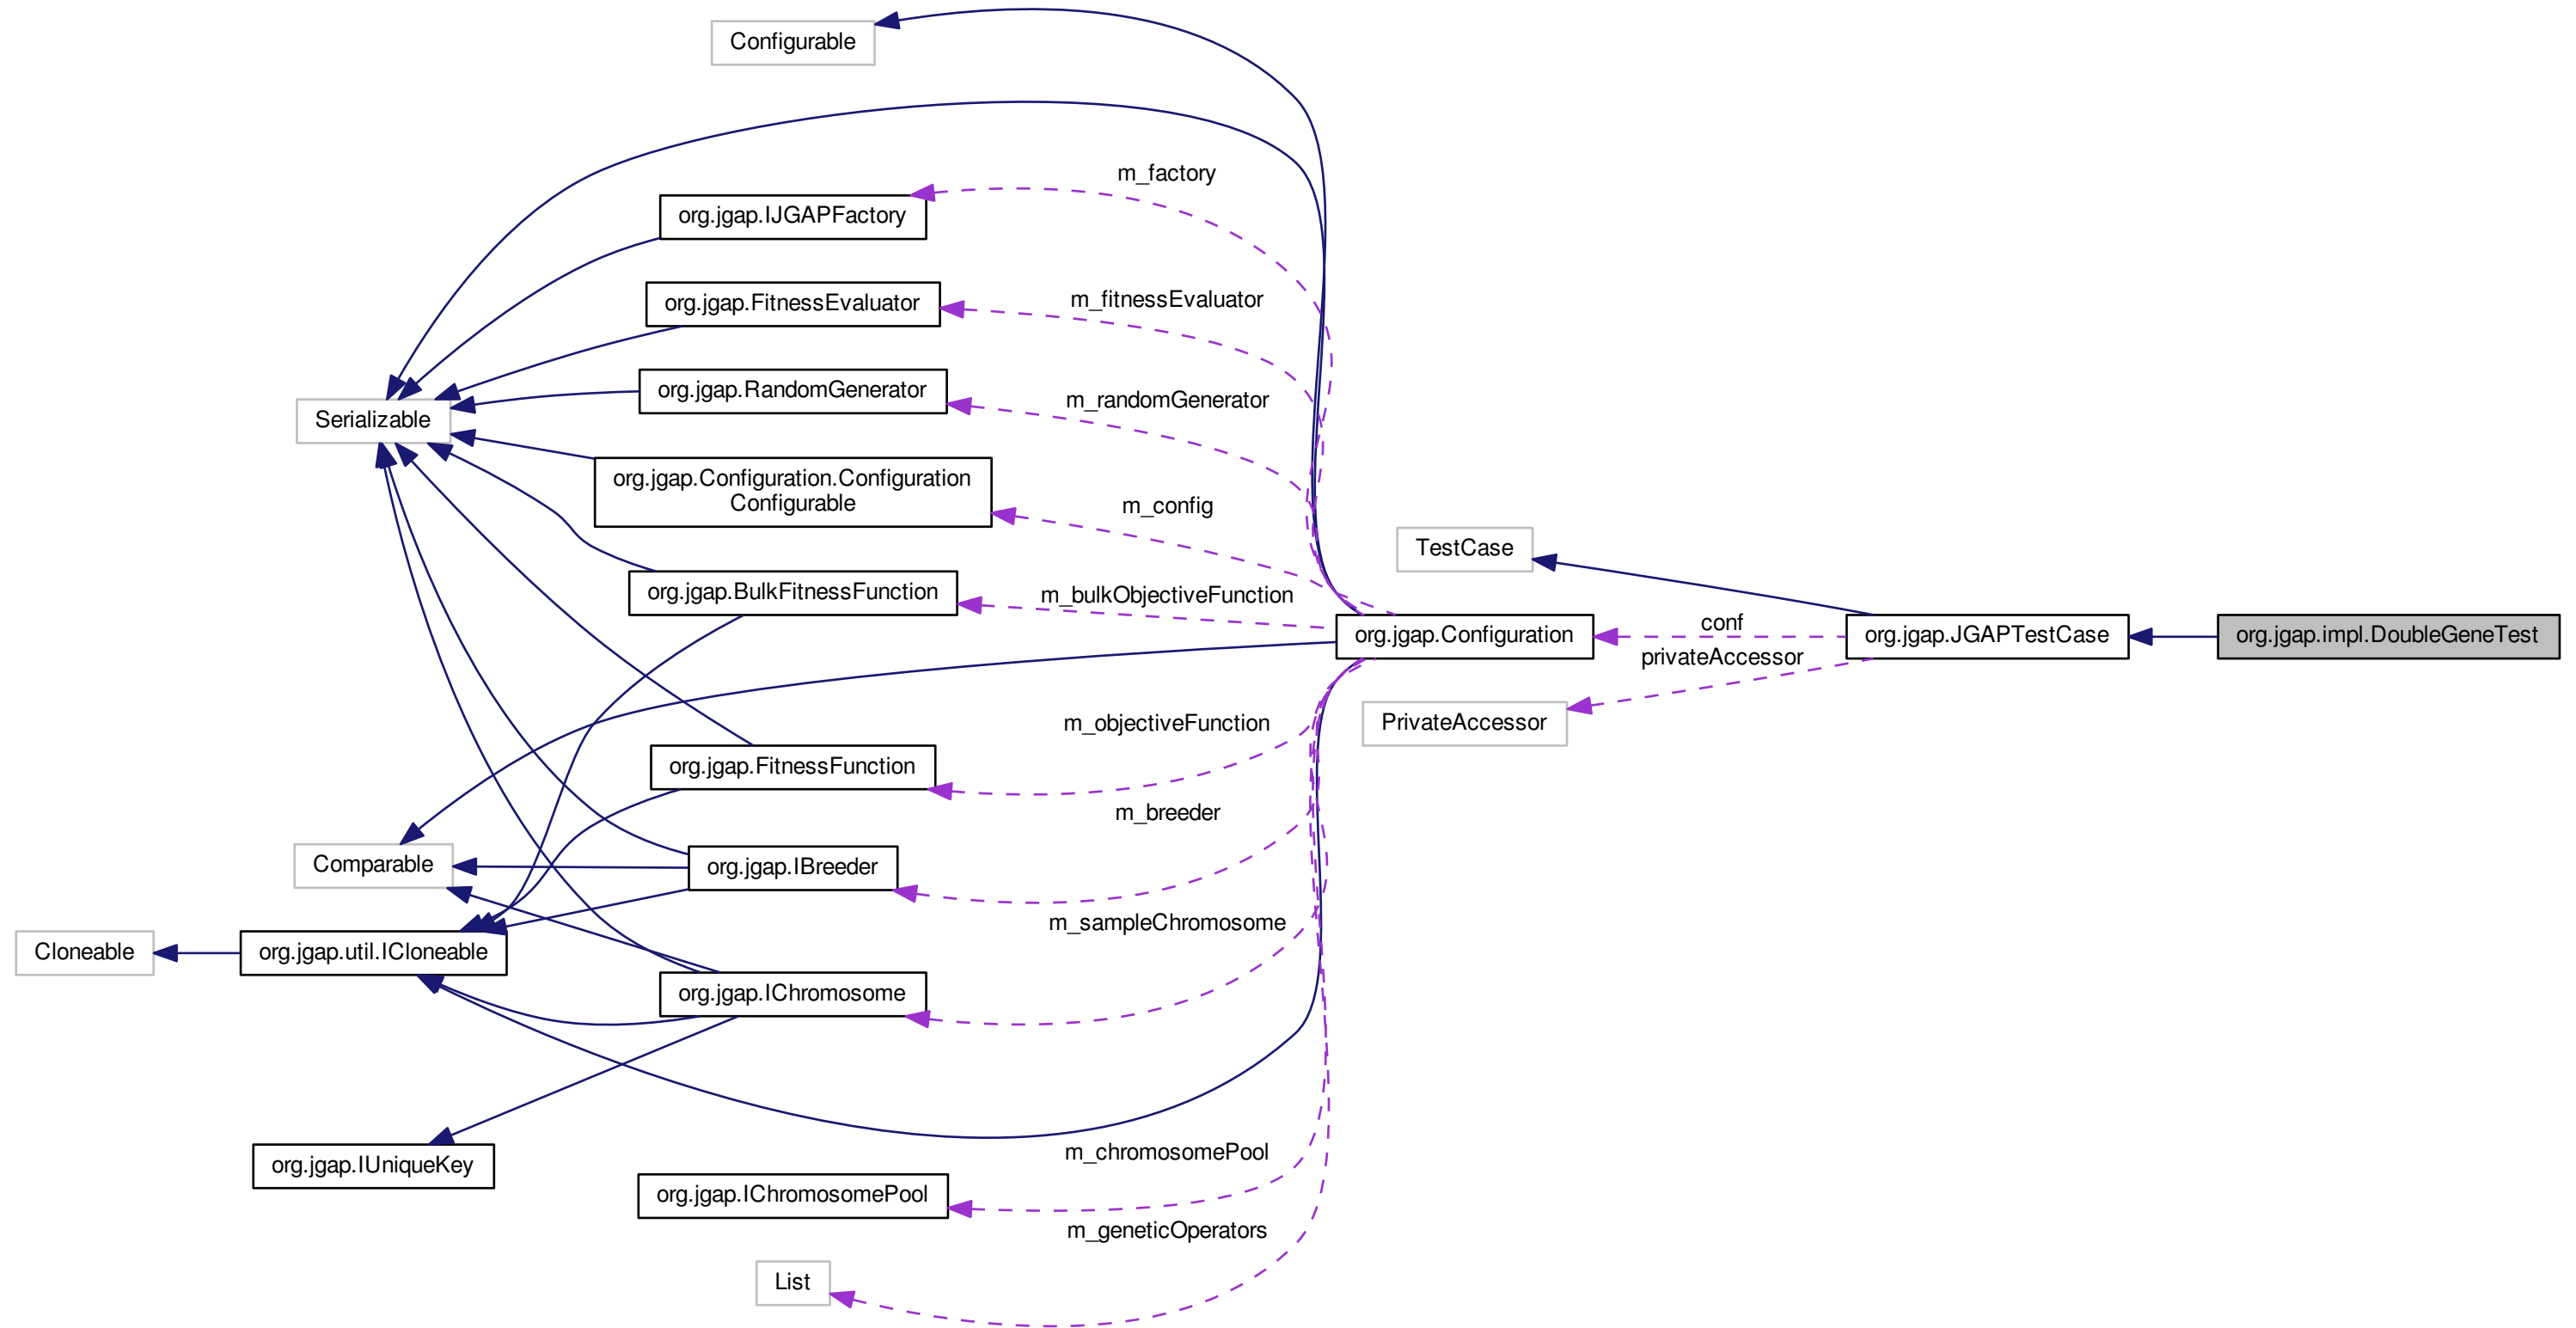 Configurable
m_factory
org.jgap.IJGAPFactory
m_fitnessEvaluator
org.jgap.FitnessEvaluator
org.jgap.RandomGenerator
m_randomGenerator
Serializable
org.jgap.Configuration.Configuration
Configurable
m_config
TestCase
org.jgap.BulkFitnessFunction
m_bulkObjectiveFunction
conf
org.jgap.Configuration
org.jgap.JGAPTestCase
org.jgap.impl.DoubleGeneTest
privateAccessor
PrivateAccessor
m_objectiveFunction
org.jgap.FitnessFunction
m_breeder
Comparable
org.jgap.IBreeder
m_sampleChromosome
Cloneable
org.jgap.util.ICloneable
org.jgap.IChromosome
m_chromosomePool
org.jgap.IUniqueKey
org.jgap.IChromosomePool
m_geneticOperators
List